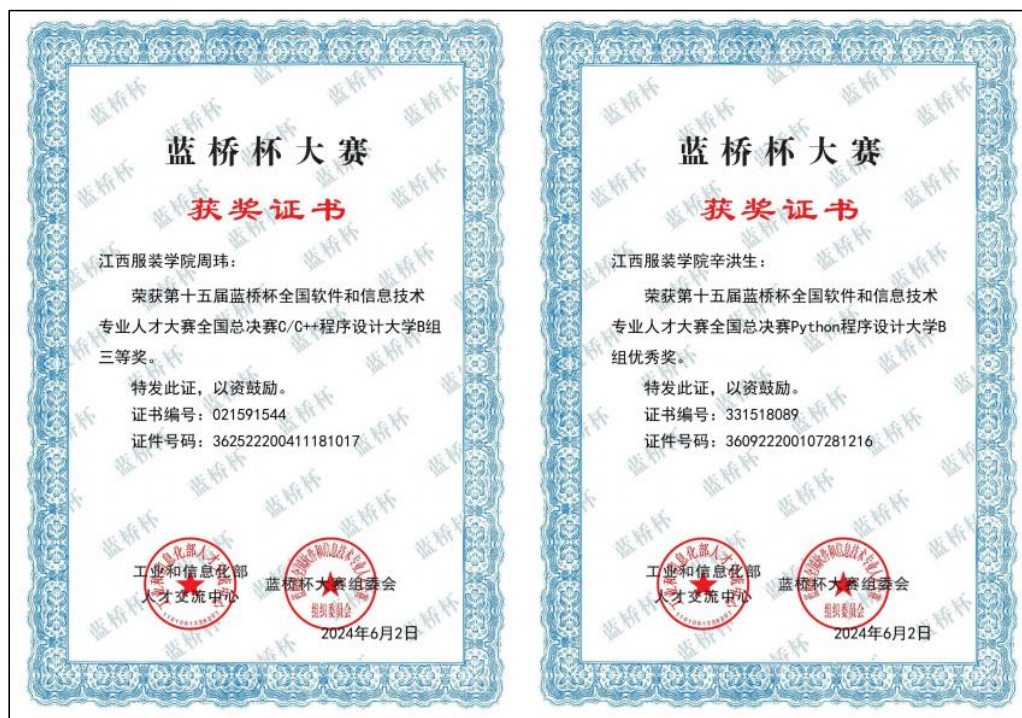 蓝桥杯大赛
获奖证书
江西服装学院周玮：
荣获第十五届蓝桥杯全国软件和信息技术
专业人才大赛全国总决赛C/C++程序设计大学B组
三等奖。
特发此证，以资鼓励。
证书编号：021591544
证件号码：362522200411181017
工业和信息化部
人才交流中心
蓝桥杯大赛组委会
2024年6月2日
蓝桥杯大赛
获奖证书
江西服装学院辛洪生：
荣获第十五届蓝桥杯全国软件和信息技术
专业人才大赛全国总决赛Python程序设计大学B
组优秀奖。
特发此证，以资鼓励。
证书编号：331518089
证件号码：360922200107281216
工业和信息化部
人才交流中心
蓝桥杯大赛组委会
2024年6月2日